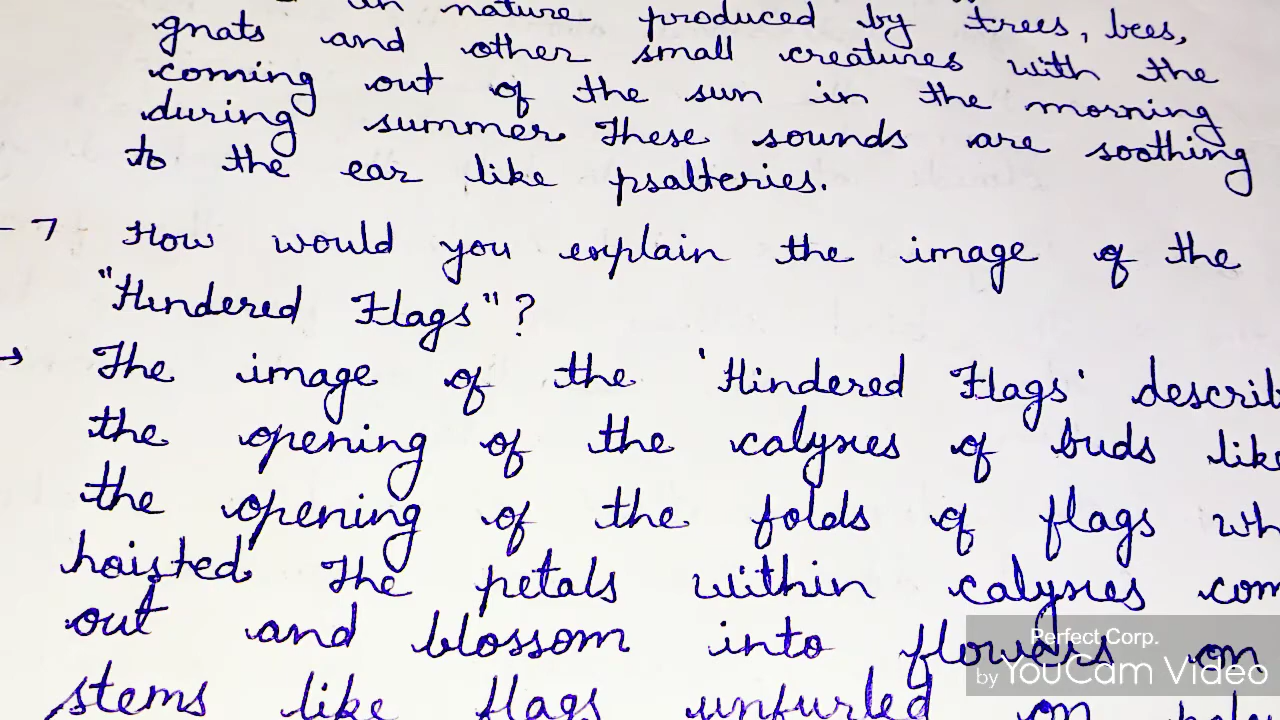 in nature produced by trees, bees,
gnats and other small creatures with the
coming out of the sun in the morning
during summer. These sounds are soothing
to the ear like psalteries.
- 7 How would you explain the image of the
"Hindered Flags"?
→ The image of the 'Hindered Flags' describ
the opening of the calyxes of buds like
the opening of the folds of flags wh
hoisted. The petals within calyxes com
out and blossom into flowers on
stems like flags unfurled on
Perfect Corp.
by YouCam Video